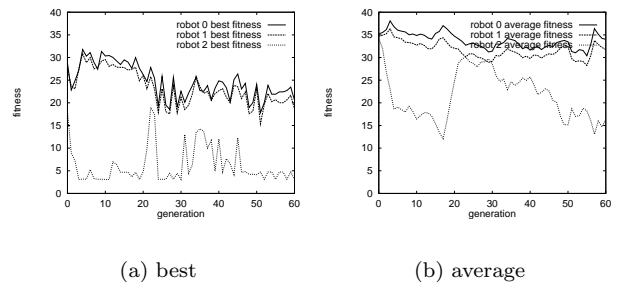 robot 0 best fitness
robot 1 best fitness
robot 2 best fitness
fitness
40
35
30
25
20
15
10
5
0
0 10 20 30 40 50 60
generation
(a) best
robot 0 average fitness
robot 1 average fitness
robot 2 average fitness
fitness
40
35
30
25
20
15
10
5
0
0 10 20 30 40 50 60
generation
(b) average